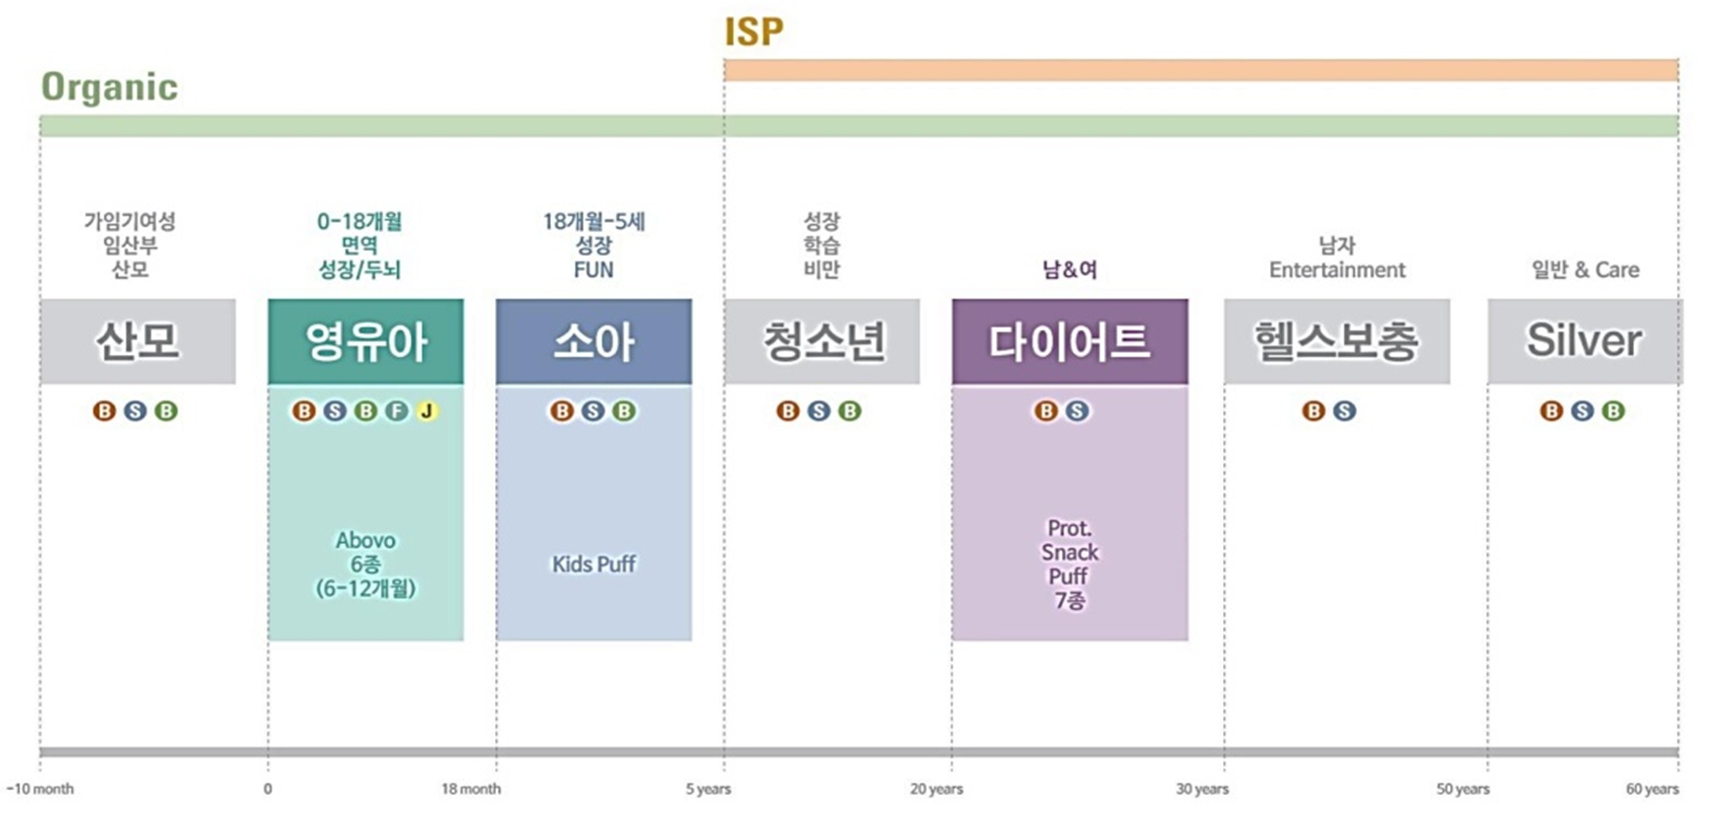 ISP
Organic
가임기여성
임산부
산모
0-18개월
면역
성장/두뇌
18개월-5세
성장
FUN
성장
학습
비만
남&여
남자
Entertainment
일반 & Care
산모
영유아
소아
청소년
다이어트
헬스보충
Silver
B S B
B S B F J
B S B
B S B
B S
B S
B S B
Abovo
6종
(6-12개월)
Kids Puff
Prot.
Snack
Puff
7종
-10 month
0
18 month
5 years
20 years
30 years
50 years
60 years